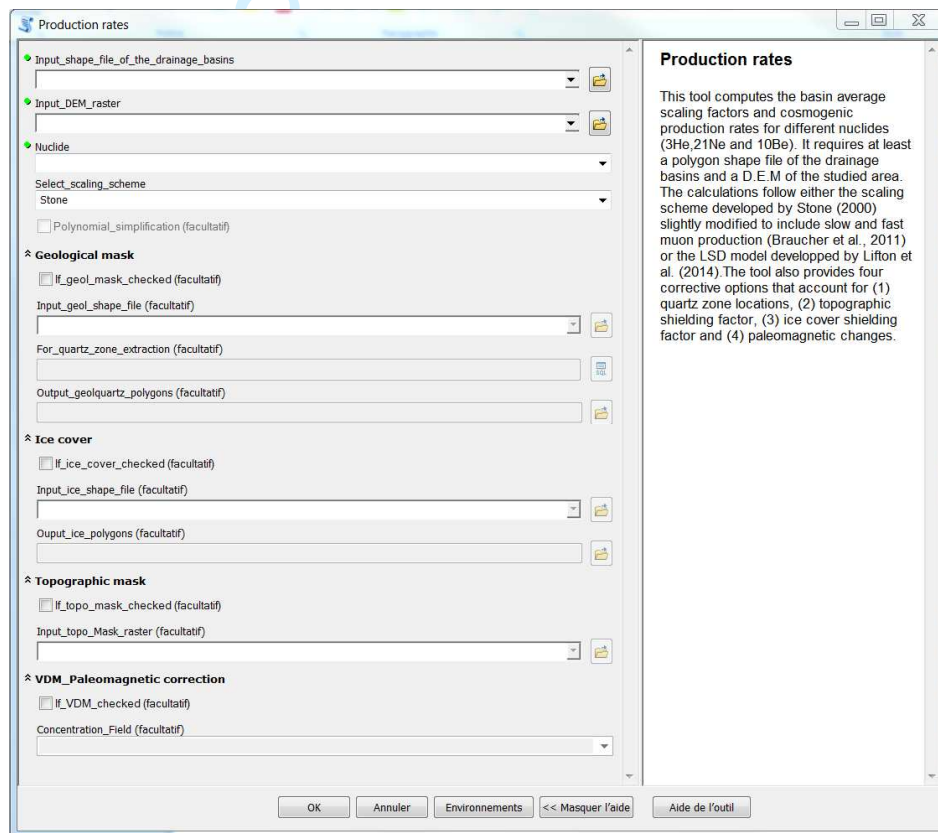 Production rates
Input_shape_file_of_the_drainage_basins
Input_DEM_raster
Nuclide
Select_scaling_scheme
Stone
Polynomial_simplification (facultatif)
Geological mask
If_geol_mask_checked (facultatif)
Input_geol_shape_file (facultatif)
For_quartz_zone_extraction (facultatif)
SQL
Output_geolquartz_polygons (facultatif)
Ice cover
If_ice_cover_checked (facultatif)
Input_ice_shape_file (facultatif)
Ouput_ice_polygons (facultatif)
Topographic mask
If_topo_mask_checked (facultatif)
Input_topo_Mask_raster (facultatif)
VDM_Paleomagnetic correction
If_VDM_checked (facultatif)
Concentration_Field (facultatif)
Production rates
This tool computes the basin average
scaling factors and cosmogenic
production rates for different nuclides
(3He,21Ne and 10Be). It requires at least
a polygon shape file of the drainage
basins and a D.E.M of the studied area.
The calculations follow either the scaling
scheme developed by Stone (2000)
slightly modified to include slow and fast
muon production (Braucher et al., 2011)
or the LSD model developped by Lifton et
al. (2014).The tool also provides four
corrective options that account for (1)
quartz zone locations, (2) topographic
shielding factor, (3) ice cover shielding
factor and (4) paleomagnetic changes.
OK
Annuler
Environnements
<< Masquer l'aide
Aide de l'outil